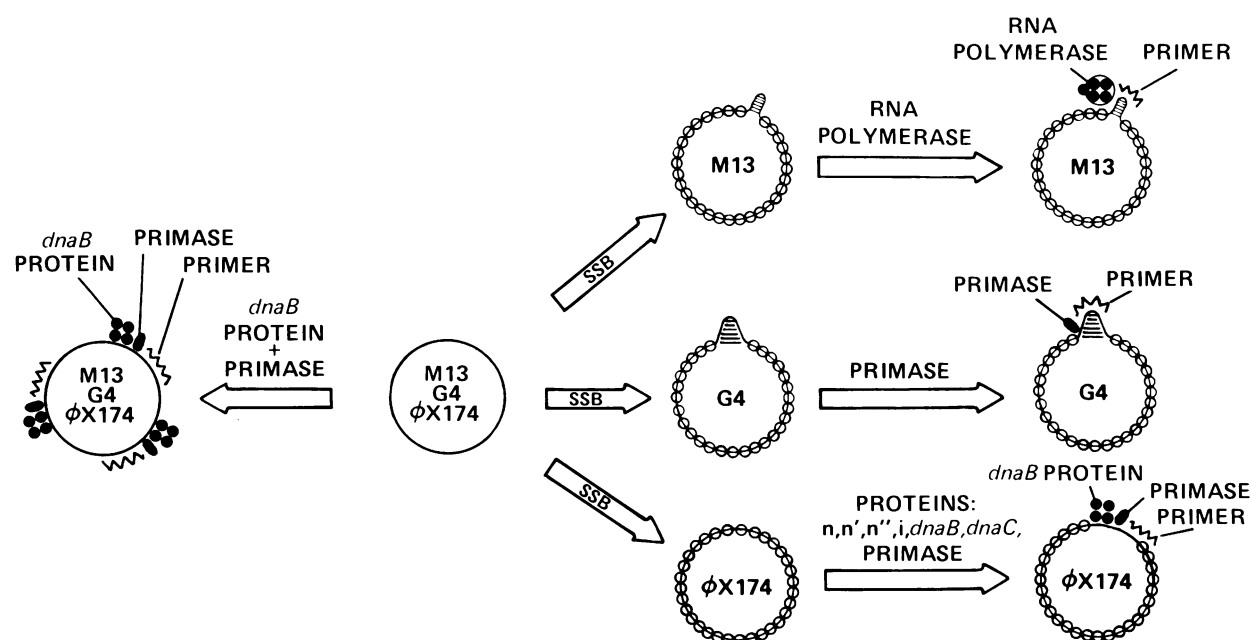 dnaB
PROTEIN
PRIMASE
PRIMER
dnaB
PROTEIN
+
PRIMASE
M13
G4
ϕX174
M13
G4
ϕX174
SSB
SSB
SSB
M13
RNA
POLYMERASE
RNA
POLYMERASE
PRIMER
M13
G4
PRIMASE
PRIMASE
PRIMER
G4
ϕX174
PROTEINS:
n,n',n'',i,dnaB,dnaC,
PRIMASE
dnaB PROTEIN
PRIMASE
PRIMER
ϕX174